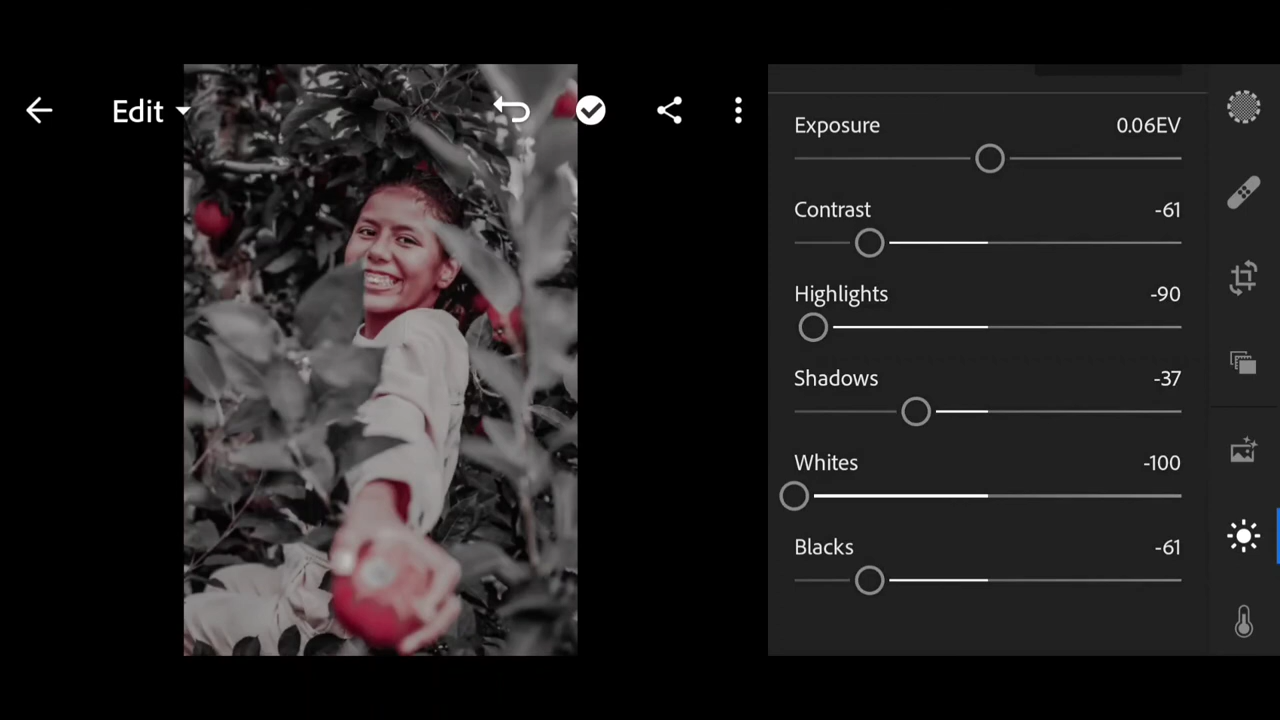 Edit
Exposure 0.06EV
Contrast -61
Highlights -90
Shadows -37
Whites -100
Blacks -61